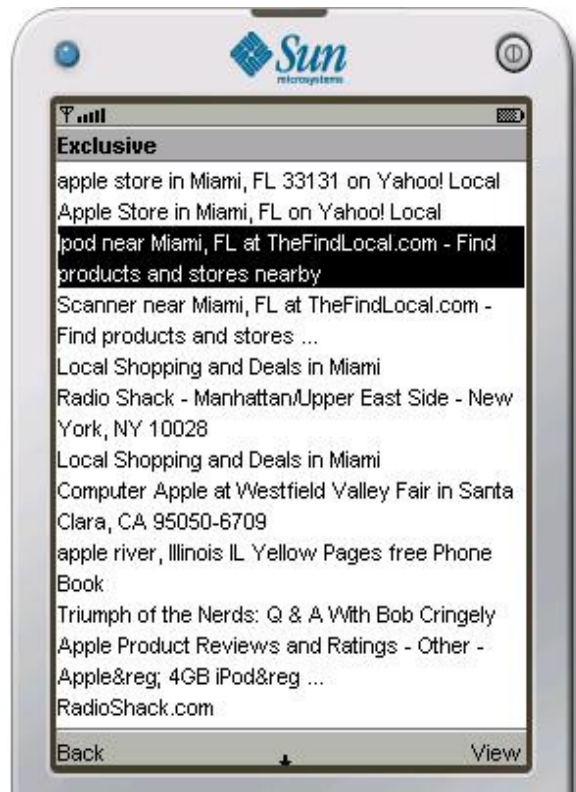 Sun
microsystems
Exclusive
apple store in Miami, FL 33131 on Yahoo! Local
Apple Store in Miami, FL on Yahoo! Local
Ipod near Miami, FL at TheFindLocal.com - Find
products and stores nearby
Scanner near Miami, FL at TheFindLocal.com -
Find products and stores ...
Local Shopping and Deals in Miami
Radio Shack - Manhattan/Upper East Side - New
York, NY 10028
Local Shopping and Deals in Miami
Computer Apple at Westfield Valley Fair in Santa
Clara, CA 95050-6709
apple river, Illinois IL Yellow Pages free Phone
Book
Triumph of the Nerds: Q & A With Bob Cringely
Apple Product Reviews and Ratings - Other -
Apple&reg; 4GB iPod&reg ...
RadioShack.com
Back View